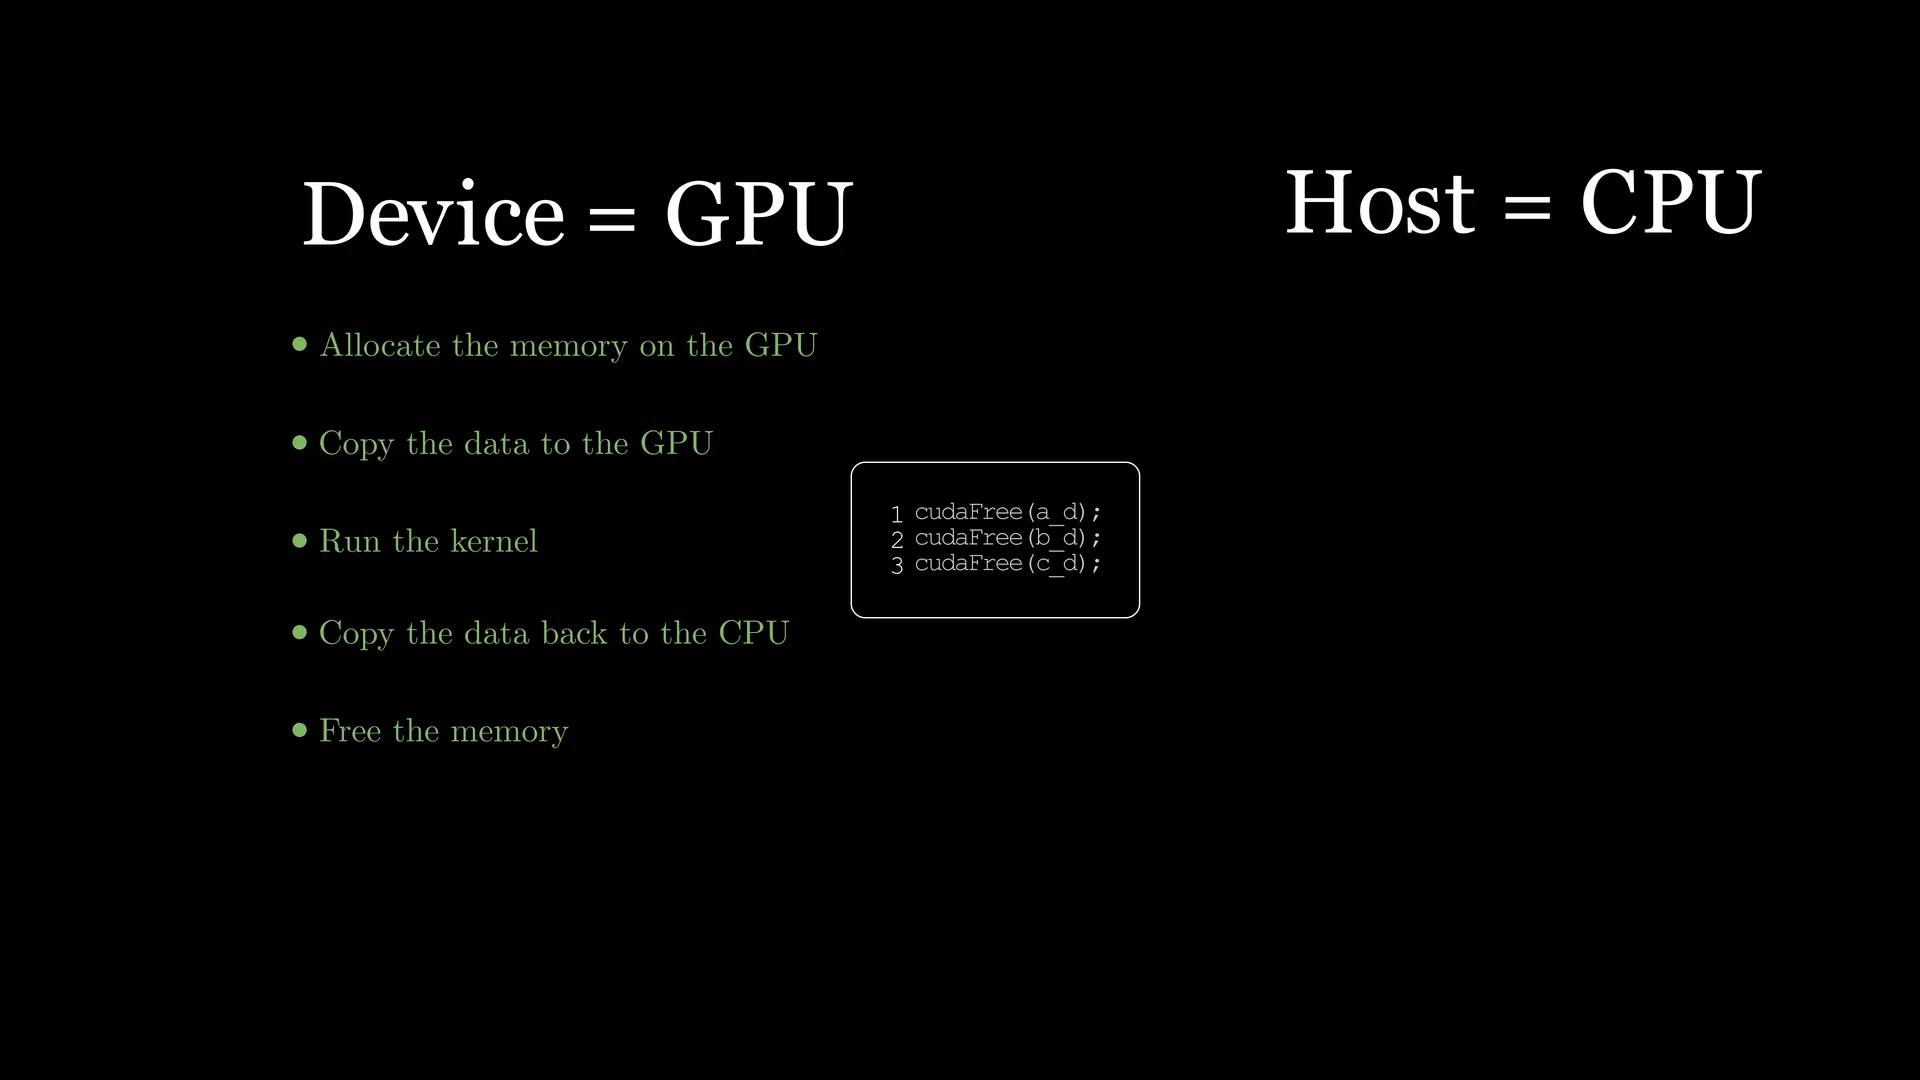 Device = GPU
Host = CPU
• Allocate the memory on the GPU
• Copy the data to the GPU
• Run the kernel
• Copy the data back to the CPU
• Free the memory
1 cudaFree(a_d);
2 cudaFree(b_d);
3 cudaFree(c_d);